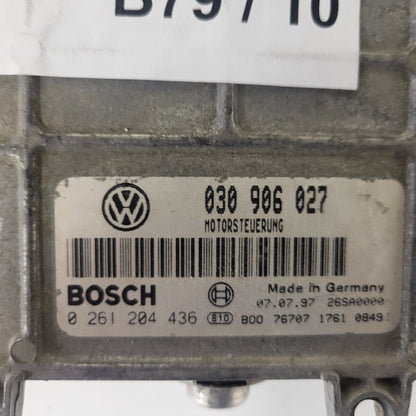 B79 / 10
030 906 027
MOTORSTEUERUNG
BOSCH
Made in Germany
07.07.97 26SA0000
0 261 204 436 E10 B00 76707 1761 0849